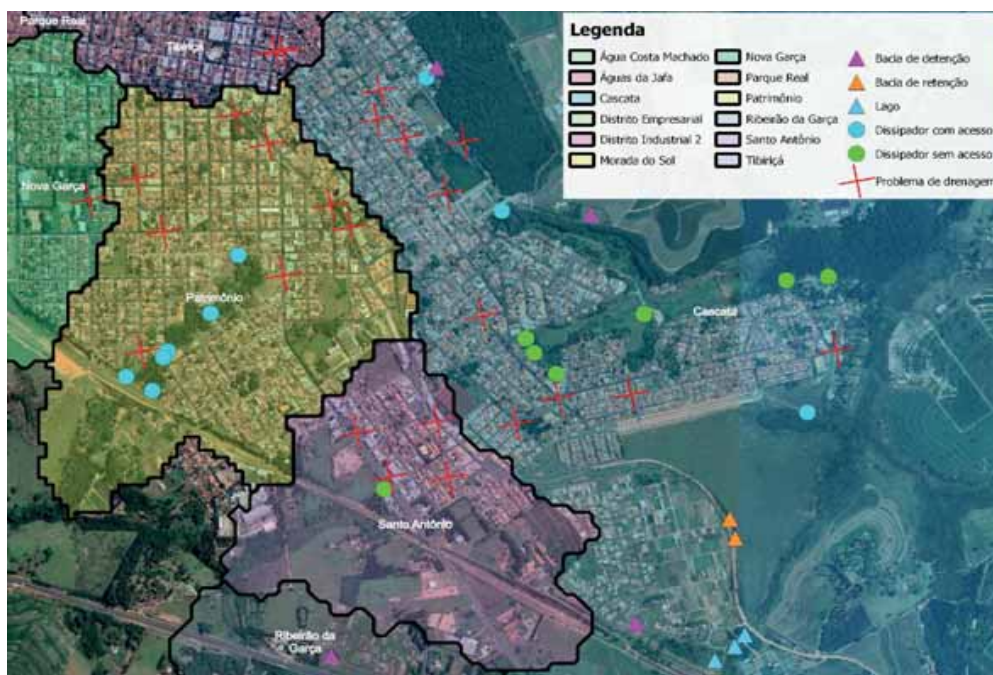 Parque Real
Tibiriçá
Nova Garça
Patrimônio
Cascata
Santo Antônio
Ribeirão da
Garça
Legenda
Água Costa Machado
Águas da Jafa
Cascata
Distrito Empresarial
Distrito Industrial 2
Morada do Sol
Nova Garça
Parque Real
Patrimônio
Ribeirão da Garça
Santo Antônio
Tibiriçá
Bacia de detenção
Bacia de retenção
Lago
Dissipador com acesso
Dissipador sem acesso
Problema de drenagem